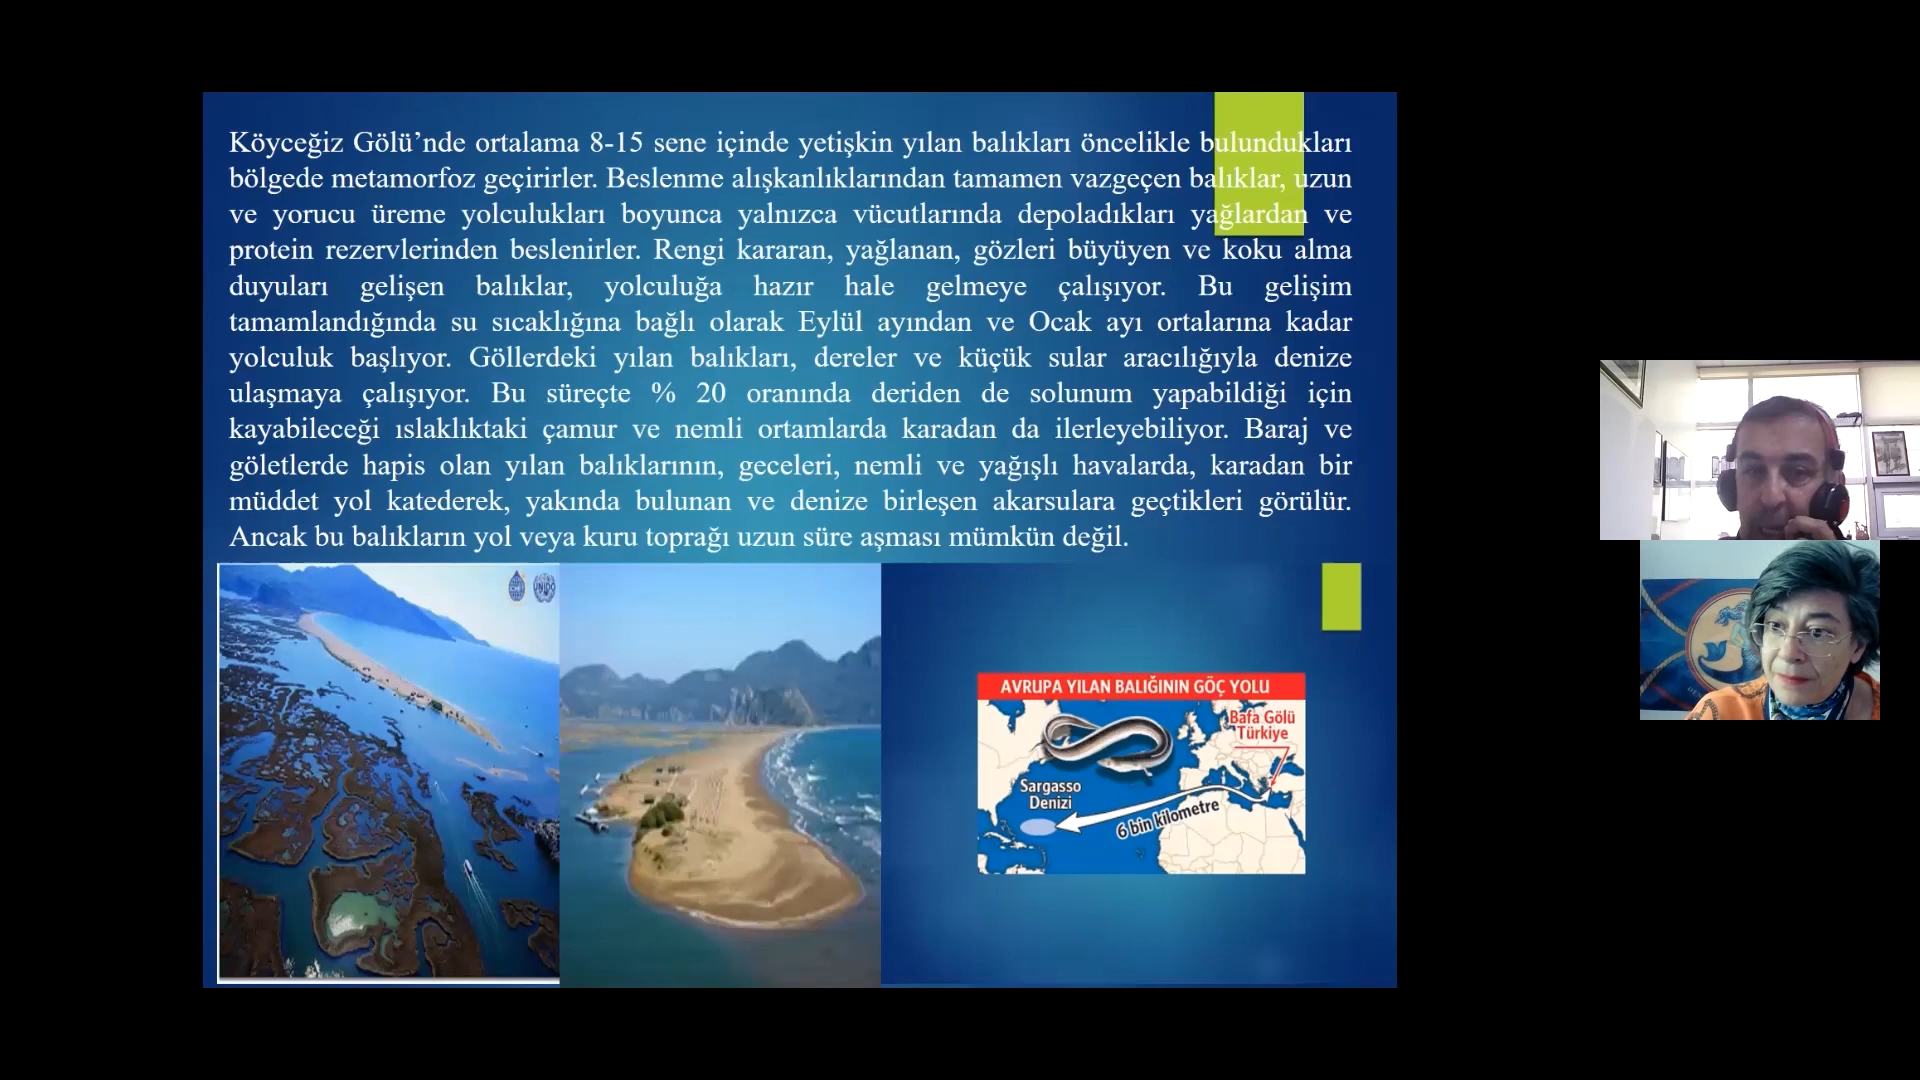 Köyceğiz Gölü’nde ortalama 8-15 sene içinde yetişkin yılan balıkları öncelikle bulundukları
bölgede metamorfoz geçirirler. Beslenme alışkanlıklarından tamamen vazgeçen balıklar, uzun
ve yorucu üreme yolculukları boyunca yalnızca vücutlarında depoladıkları yağlardan ve
protein rezervlerinden beslenirler. Rengi kararan, yağlanan, gözleri büyüyen ve koku alma
duyuları gelişen balıklar, yolculuğa hazır hale gelmeye çalışıyor. Bu gelişim
tamamlandığında su sıcaklığına bağlı olarak Eylül ayından ve Ocak ayı ortalarına kadar
yolculuk başlıyor. Göllerdeki yılan balıkları, dereler ve küçük sular aracılığıyla denize
ulaşmaya çalışıyor. Bu süreçte % 20 oranında deriden de solunum yapabildiği için
kayabileceği ıslaklıktaki çamur ve nemli ortamlarda karadan da ilerleyebiliyor. Baraj ve
göletlerde hapis olan yılan balıklarının, geceleri, nemli ve yağışlı havalarda, karadan bir
müddet yol katederek, yakında bulunan ve denize birleşen akarsulara geçtikleri görülür.
Ancak bu balıkların yol veya kuru toprağı uzun süre aşması mümkün değil.
UNIDO
AVRUPA YILAN BALIĞININ GÖÇ YOLU
Bafa Gölü
Türkiye
Sargasso
Denizi
6 bin kilometre